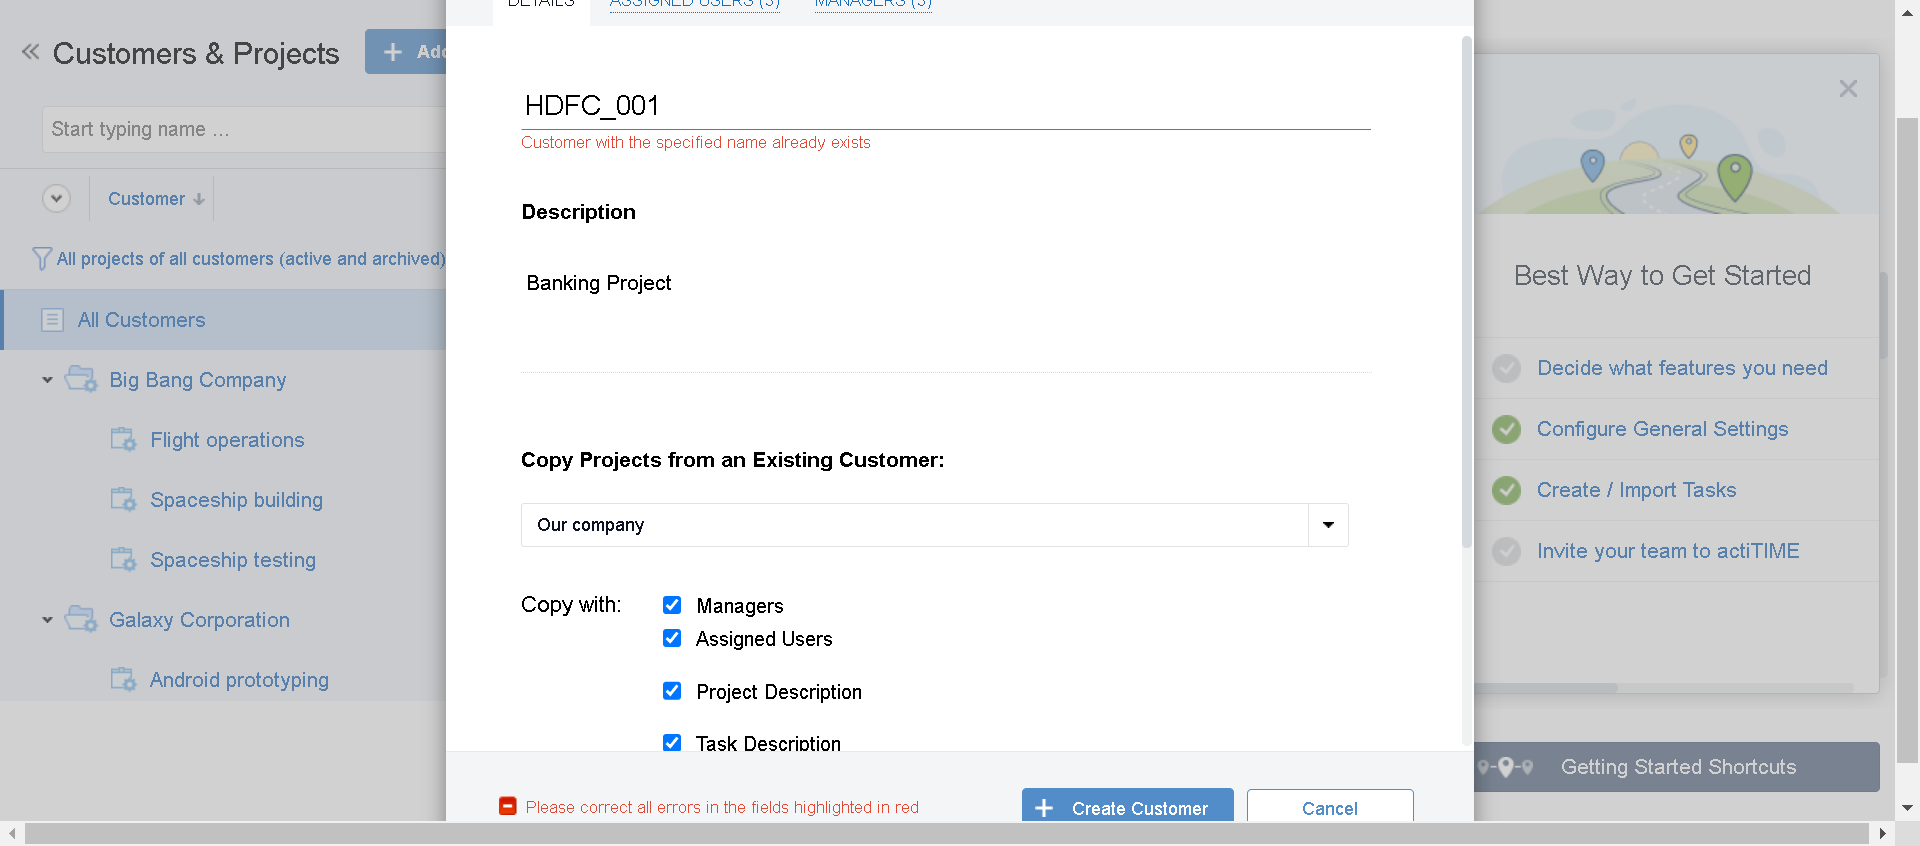 DETAILS
ASSIGNED USERS (3)
MANAGERS (3)
Customers & Projects
Add
Start typing name ...
Customer
All projects of all customers (active and archived)
All Customers
Big Bang Company
Flight operations
Spaceship building
Spaceship testing
Galaxy Corporation
Android prototyping
HDFC_001
Customer with the specified name already exists
Description
Banking Project
Copy Projects from an Existing Customer:
Our company
Copy with:
Managers
Assigned Users
Project Description
Task Description
Please correct all errors in the fields highlighted in red
Create Customer
Cancel
Best Way to Get Started
Decide what features you need
Configure General Settings
Create / Import Tasks
Invite your team to actiTIME
Getting Started Shortcuts